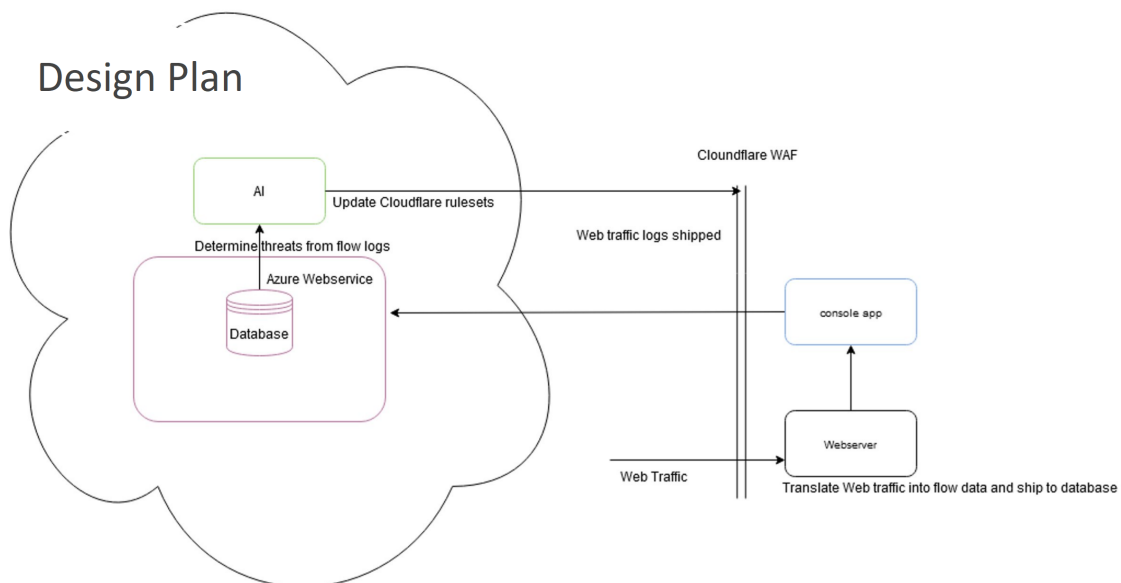 Design Plan
Cloundflare WAF
AI
Update Cloudflare rulesets
Web traffic logs shipped
Determine threats from flow logs
Azure Webservice
Database
console app
Webserver
Web Traffic
Translate Web traffic into flow data and ship to database